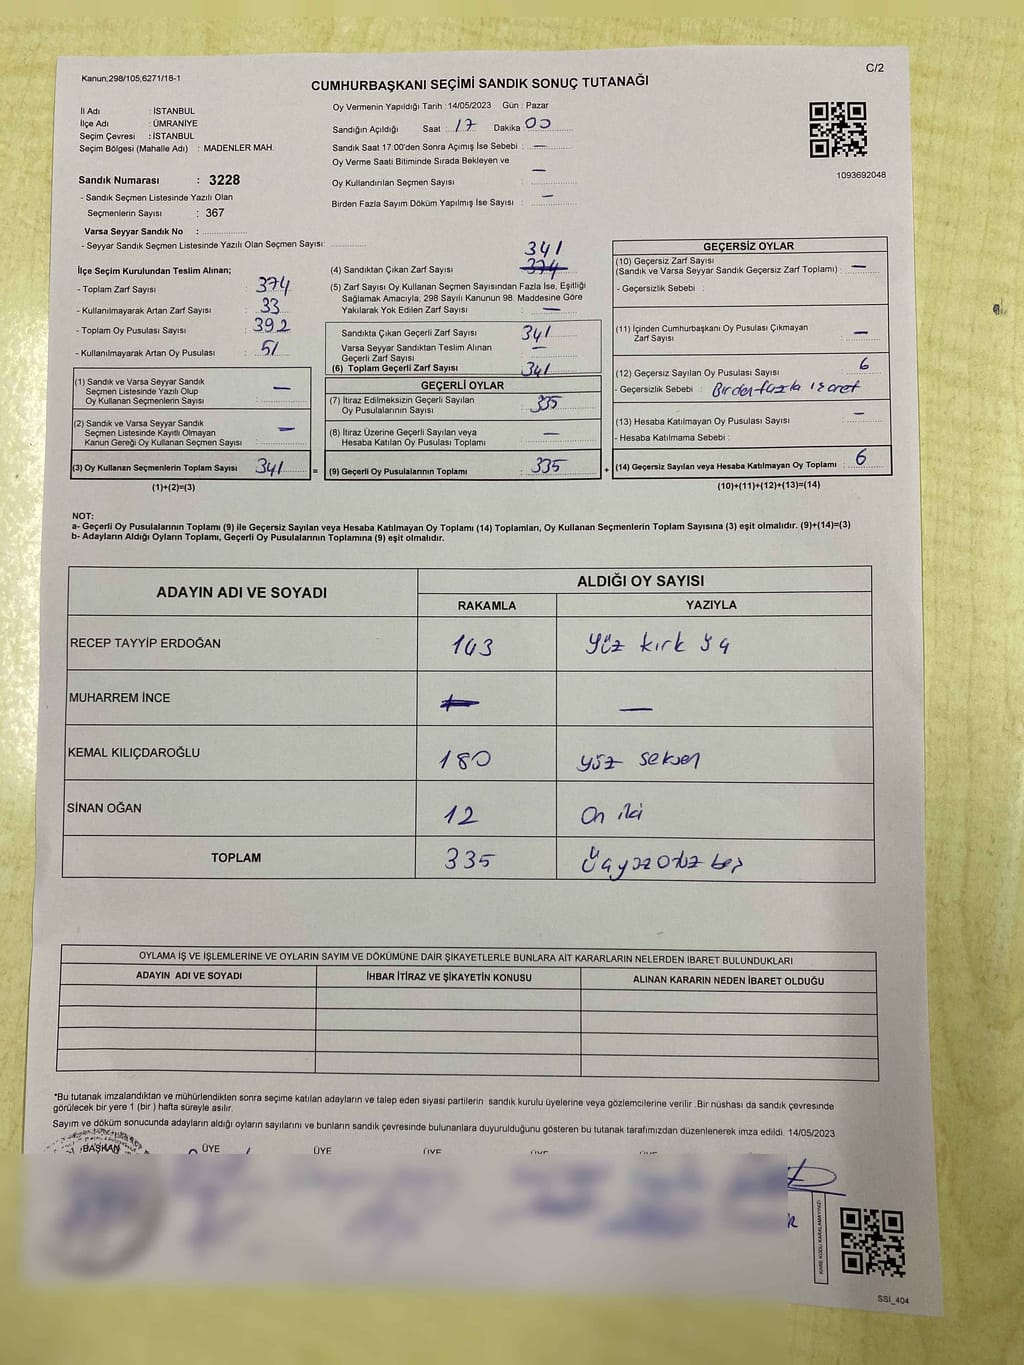 Kanun;298/105,6271/18-1
C/2
CUMHURBAŞKANI SEÇİMİ SANDIK SONUÇ TUTANAĞI
İl Adı : İSTANBUL
İlçe Adı : ÜMRANİYE
Seçim Çevresi : İSTANBUL
Seçim Bölgesi (Mahalle Adı) : MADENLER MAH.
Sandık Numarası : 3228
- Sandık Seçmen Listesinde Yazılı Olan
Seçmenlerin Sayısı : 367
Varsa Seyyar Sandık No :
- Seyyar Sandık Seçmen Listesinde Yazılı Olan Seçmen Sayısı:
Oy Vermenin Yapıldığı Tarih : 14/05/2023 Gün : Pazar
Sandığın Açıldığı Saat : 17 Dakika 00
Sandık Saat 17:00'den Sonra Açımış İse Sebebi : —
Oy Verme Saati Bitiminde Sırada Bekleyen ve
Oy Kullandırılan Seçmen Sayısı : —
Birden Fazla Sayım Döküm Yapılmış İse Sayısı : —
1093692048
İlçe Seçim Kurulundan Teslim Alınan;
- Toplam Zarf Sayısı : 374
- Kullanılmayarak Artan Zarf Sayısı : 33
- Toplam Oy Pusulası Sayısı : 392
- Kullanılmayarak Artan Oy Pusulası : 51
(1) Sandık ve Varsa Seyyar Sandık
Seçmen Listesinde Yazılı Olup
Oy Kullanan Seçmenlerin Sayısı : —
(2) Sandık ve Varsa Seyyar Sandık
Seçmen Listesinde Kayıtlı Olmayan
Kanun Gereği Oy Kullanan Seçmen Sayısı : —
(3) Oy Kullanan Seçmenlerin Toplam Sayısı 341 =
(1)+(2)=(3)
341
(4) Sandıktan Çıkan Zarf Sayısı : 374
(5) Zarf Sayısı Oy Kullanan Seçmen Sayısından Fazla İse, Eşitliği
Sağlamak Amacıyla; 298 Sayılı Kanunun 98. Maddesine Göre
Yakılarak Yok Edilen Zarf Sayısı : —
Sandıkta Çıkan Geçerli Zarf Sayısı : 341
Varsa Seyyar Sandıktan Teslim Alınan
Geçerli Zarf Sayısı : —
(6) Toplam Geçerli Zarf Sayısı : 341
GEÇERLİ OYLAR
(7) İtiraz Edilmeksizin Geçerli Sayılan
Oy Pusulalarının Sayısı : 335
(8) İtiraz Üzerine Geçerli Sayılan veya
Hesaba Katılan Oy Pusulası Toplamı : —
(9) Geçerli Oy Pusulalarının Toplamı : 335 +
GEÇERSİZ OYLAR
(10) Geçersiz Zarf Sayısı
(Sandık ve Varsa Seyyar Sandık Geçersiz Zarf Toplamı) : —
- Geçersizlik Sebebi :
(11) İçinden Cumhurbaşkanı Oy Pusulası Çıkmayan
Zarf Sayısı : —
(12) Geçersiz Sayılan Oy Pusulası Sayısı : 6
- Geçersizlik Sebebi : Birden fazla işaret
(13) Hesaba Katılmayan Oy Pusulası Sayısı : —
- Hesaba Katılmama Sebebi :
(14) Geçersiz Sayılan veya Hesaba Katılmayan Oy Toplamı : 6
(10)+(11)+(12)+(13)=(14)
NOT:
a- Geçerli Oy Pusulalarının Toplamı (9) ile Geçersiz Sayılan veya Hesaba Katılmayan Oy Toplamı (14) Toplamları, Oy Kullanan Seçmenlerin Toplam Sayısına (3) eşit olmalıdır. (9)+(14)=(3)
b- Adayların Aldığı Oyların Toplamı, Geçerli Oy Pusulalarının Toplamına (9) eşit olmalıdır.
ADAYIN ADI VE SOYADI ALDIĞI OY SAYISI
RAKAMLA YAZIYLA
RECEP TAYYİP ERDOĞAN 143 Yüz kırk üç
MUHARREM İNCE — —
KEMAL KILIÇDAROĞLU 180 yüz seksen
SİNAN OĞAN 12 On iki
TOPLAM 335 Üçyüzotuz beş
OYLAMA İŞ VE İŞLEMLERİNE VE OYLARIN SAYIM VE DÖKÜMÜNE DAİR ŞİKAYETLERLE BUNLARA AİT KARARLARIN NELERDEN İBARET BULUNDUKLARI
ADAYIN ADI VE SOYADI İHBAR İTİRAZ VE ŞİKAYETİN KONUSU ALINAN KARARIN NEDEN İBARET OLDUĞU
*Bu tutanak imzalandıktan ve mühürlendikten sonra seçime katılan adayların ve talep eden siyasi partilerin sandık kurulu üyelerine veya gözlemcilerine verilir .Bir nüshası da sandık çevresinde
görülecek bir yere 1 (bir ) hafta süreyle asılır.
Sayım ve döküm sonucunda adayların aldığı oyların sayılarını ve bunların sandık çevresinde bulunanlara duyurulduğunu gösteren bu tutanak tarafımızdan düzenlenerek imza edildi. 14/05/2023
BAŞKAN ÜYE ÜYE ÜYE ÜYE ÜYE
KARE KODU KARALAMAYINIZ!
SSI_404